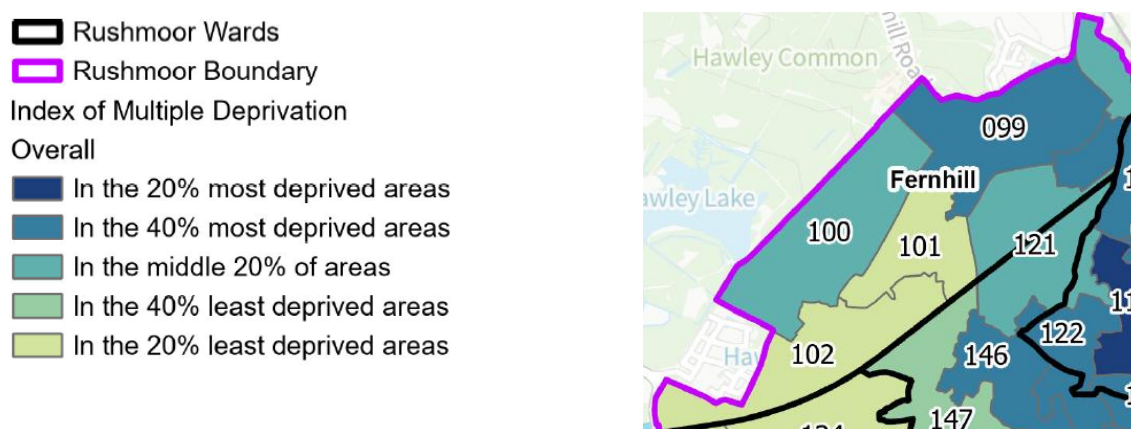 Rushmoor Wards
Rushmoor Boundary
Index of Multiple Deprivation
Overall
In the 20% most deprived areas
In the 40% most deprived areas
In the middle 20% of areas
In the 40% least deprived areas
In the 20% least deprived areas
Hawley Common
099
Fernhill
100
101
121
102
146
122
147